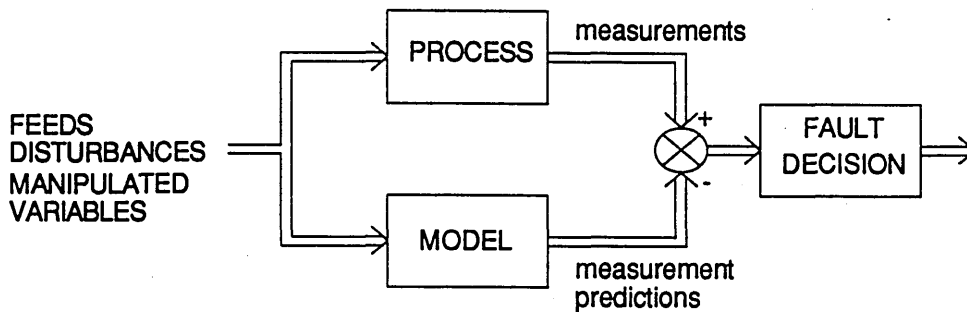 FEEDS
DISTURBANCES
MANIPULATED
VARIABLES
PROCESS
measurements
MODEL
measurement
predictions
+
-
FAULT
DECISION